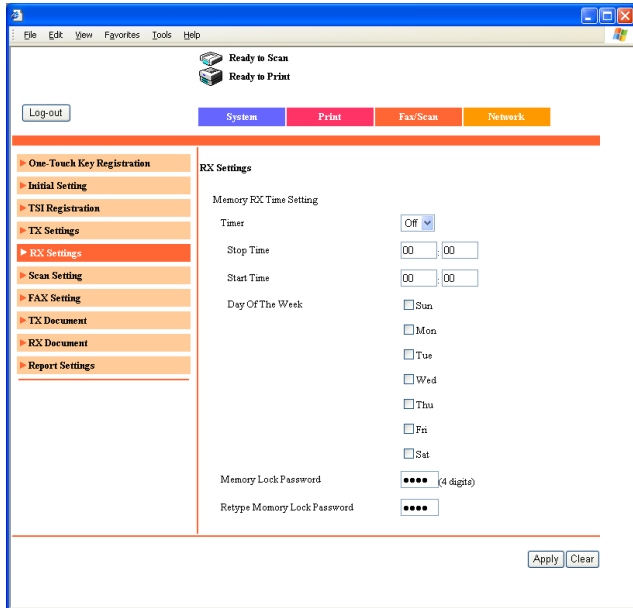 File Edit View Favorites Tools Help
Ready to Scan
Ready to Print
Log-out
System Print Fax/Scan Network
One-Touch Key Registration
Initial Setting
TSI Registration
TX Settings
RX Settings
Scan Setting
FAX Setting
TX Document
RX Document
Report Settings
RX Settings
Memory RX Time Setting
Timer Off
Stop Time 00 : 00
Start Time 00 : 00
Day Of The Week Sun
Mon
Tue
Wed
Thu
Fri
Sat
Memory Lock Password •••• (4 digits)
Retype Momory Lock Password ••••
Apply Clear